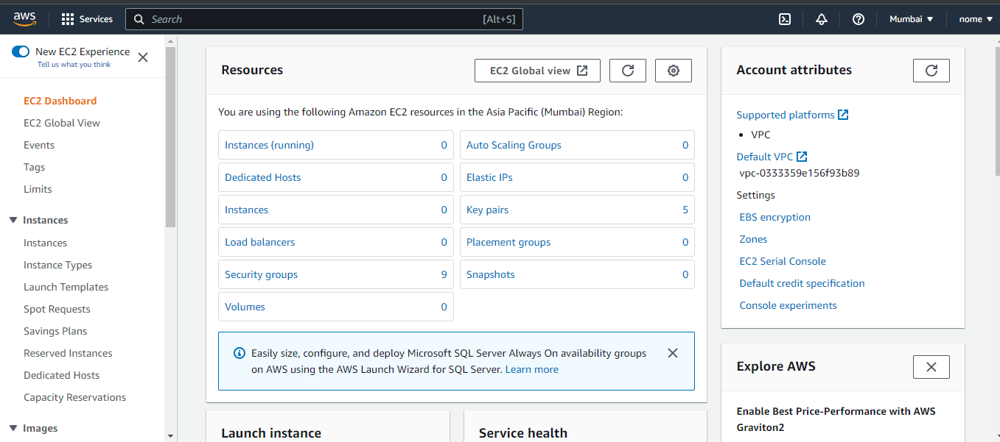 aws
Services
Search
[Alt+S]
Mumbai
nome
New EC2 Experience
Tell us what you think
EC2 Dashboard
EC2 Global View
Events
Tags
Limits
Instances
Instances
Instance Types
Launch Templates
Spot Requests
Savings Plans
Reserved Instances
Dedicated Hosts
Capacity Reservations
Images
Resources
EC2 Global view
You are using the following Amazon EC2 resources in the Asia Pacific (Mumbai) Region:
Instances (running) 0
Auto Scaling Groups 0
Dedicated Hosts 0
Elastic IPs 0
Instances 0
Key pairs 5
Load balancers 0
Placement groups 0
Security groups 9
Snapshots 0
Volumes 0
Easily size, configure, and deploy Microsoft SQL Server Always On availability groups
on AWS using the AWS Launch Wizard for SQL Server. Learn more
Launch instance
Service health
Account attributes
Supported platforms
• VPC
Default VPC
vpc-0333359e156f93b89
Settings
EBS encryption
Zones
EC2 Serial Console
Default credit specification
Console experiments
Explore AWS
Enable Best Price-Performance with AWS
Graviton2